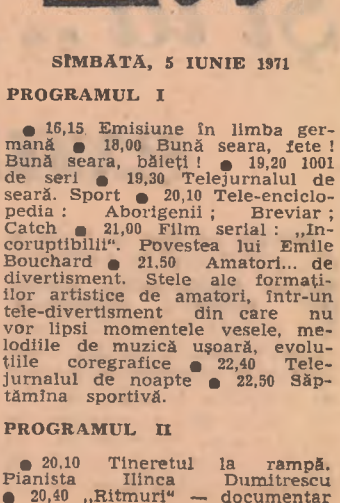 SÎMBĂTĂ, 5 IUNIE 1971
PROGRAMUL I
● 16,15 Emisiune în limba ger-
mană ● 18,00 Bună seara, fete !
Bună seara, băieți ! ● 19,20 1001
de seri ● 19,30 Telejurnalul de
seară. Sport ● 20,10 Tele-enciclo-
pedia : Aborigenii ; Breviar ;
Catch ● 21,00 Film serial : „In-
coruptibilii“. Povestea lui Emile
Bouchard ● 21,50 Amatori... de
divertisment. Stele ale formați-
ilor artistice de amatori, într-un
tele-divertisment din care nu
vor lipsi momentele vesele, me-
lodiile de muzică ușoară, evolu-
țiile coregrafice ● 22,40 Tele-
jurnalul de noapte ● 22,50 Săp-
tămîna sportivă.
PROGRAMUL II
● 20,10 Tineretul la rampă.
Pianista Ilinca Dumitrescu
● 20,40 „Ritmuri“ — documentar